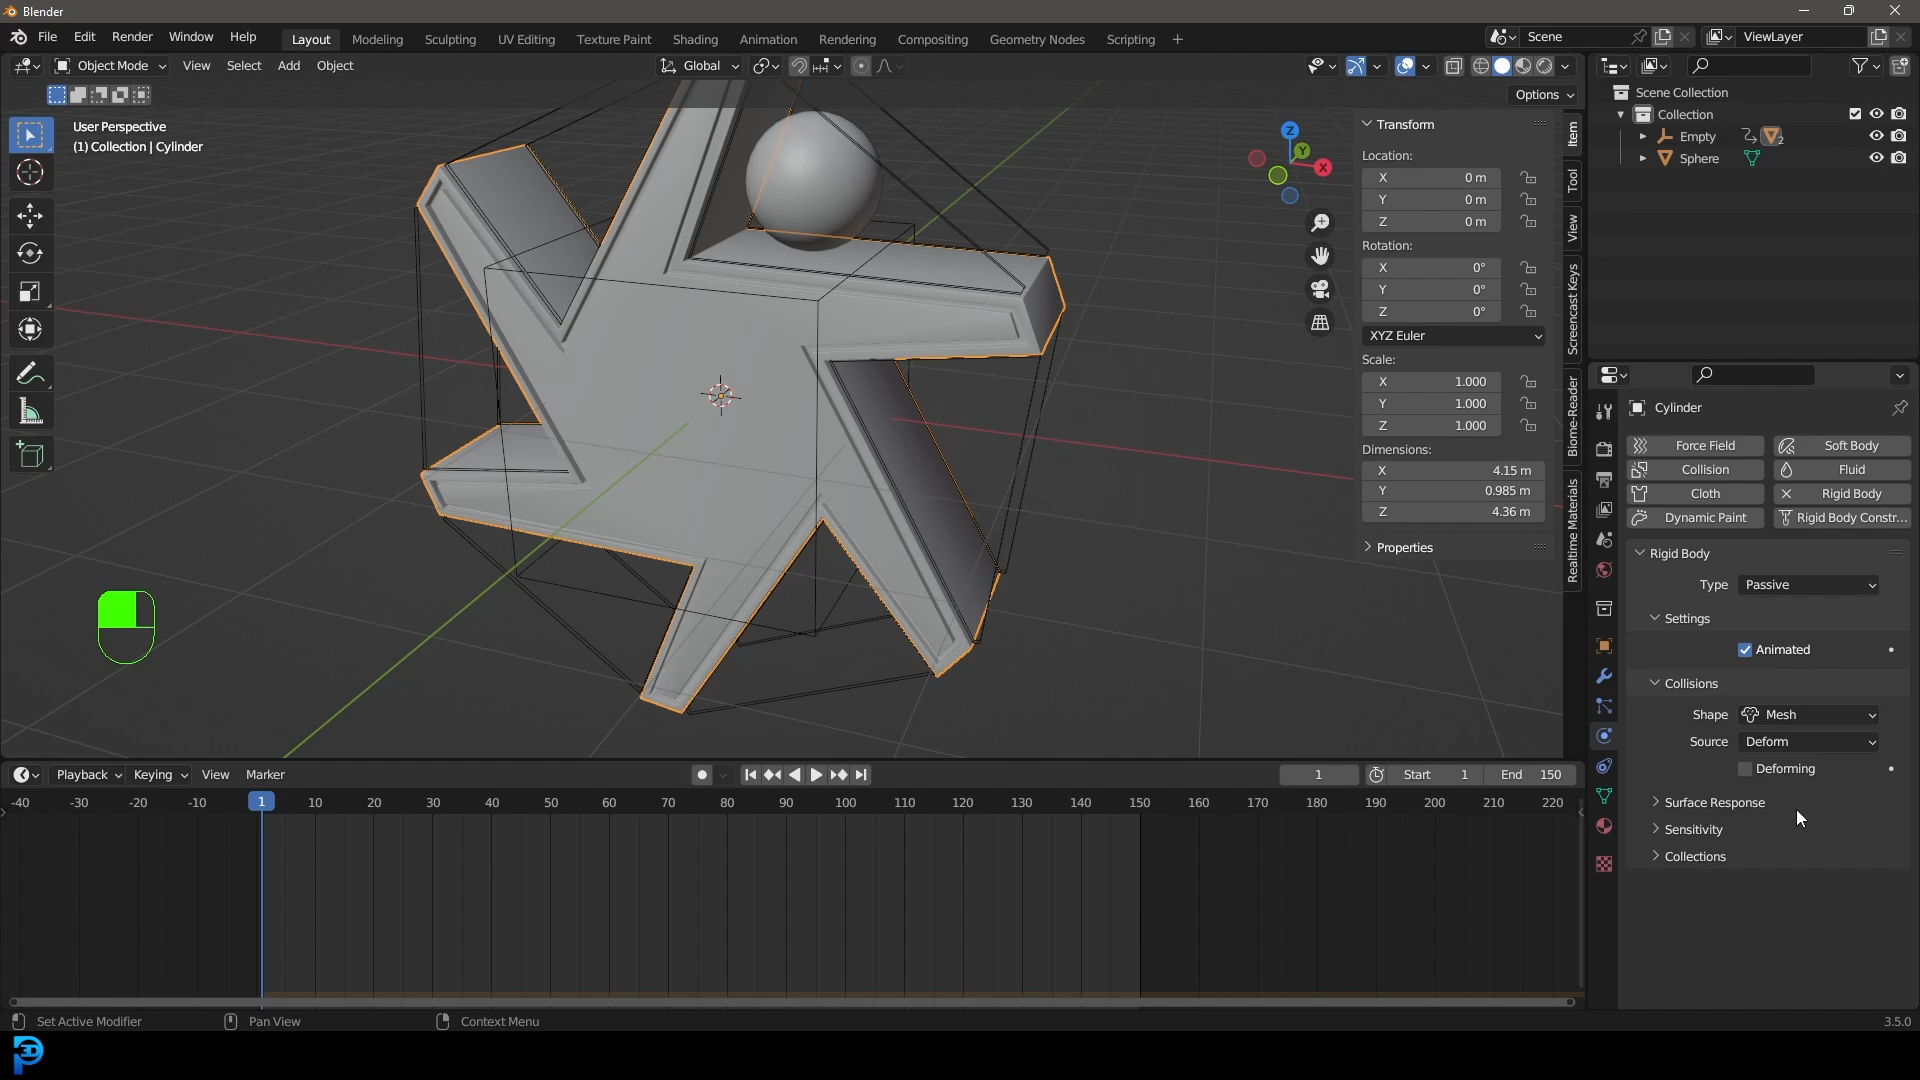 Blender
File Edit Render Window Help
Layout Modeling Sculpting UV Editing Texture Paint Shading Animation Rendering Compositing Geometry Nodes Scripting +
Scene
ViewLayer
Object Mode View Select Add Object
Global
Options
User Perspective
(1) Collection | Cylinder
Z
Y
X
Transform
Location:
X 0 m
Y 0 m
Z 0 m
Rotation:
X 0°
Y 0°
Z 0°
XYZ Euler
Scale:
X 1.000
Y 1.000
Z 1.000
Dimensions:
X 4.15 m
Y 0.985 m
Z 4.36 m
Properties
Item
Tool
View
Screencast Keys
Biome-Reader
Realtime Materials
Scene Collection
Collection
Empty 2
Sphere
Cylinder
Force Field Soft Body
Collision Fluid
Cloth Rigid Body
Dynamic Paint Rigid Body Constr...
Rigid Body
Type Passive
Settings
Animated
Collisions
Shape Mesh
Source Deform
Deforming
Surface Response
Sensitivity
Collections
Playback Keying View Marker
1 Start 1 End 150
-40 -30 -20 -10 1 10 20 30 40 50 60 70 80 90 100 110 120 130 140 150 160 170 180 190 200 210 220
Set Active Modifier Pan View Context Menu
3.5.0
3D